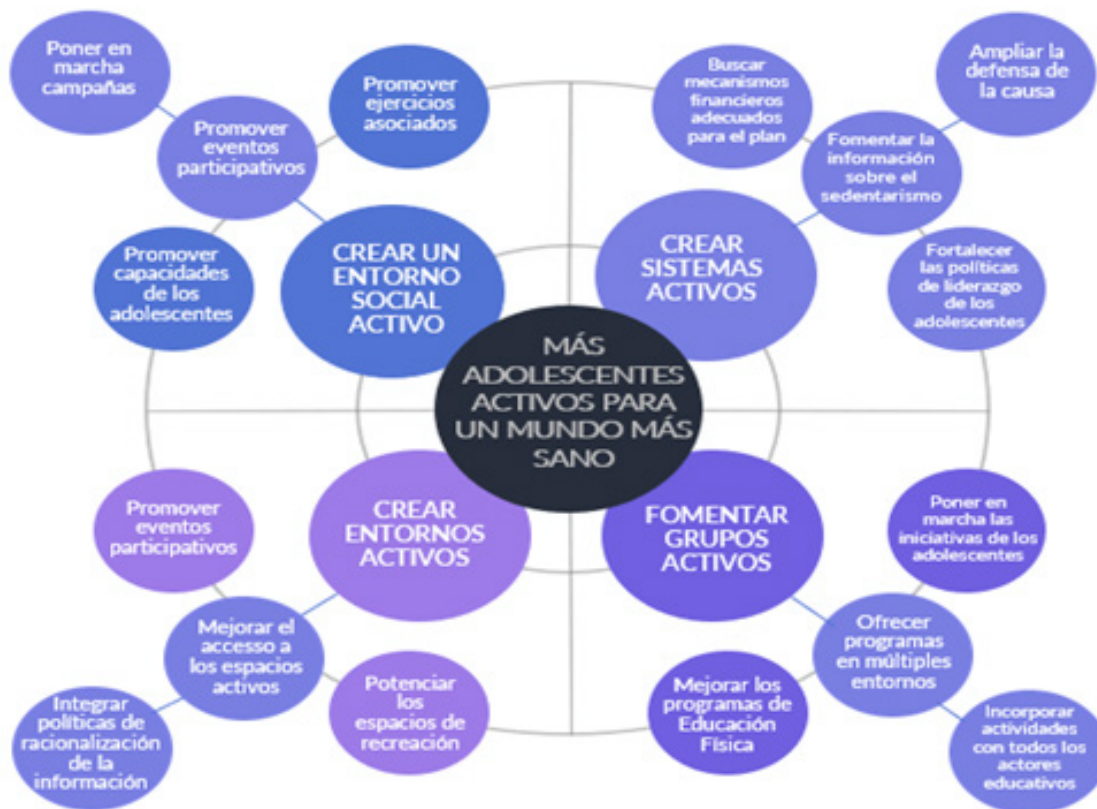 Poner en
marcha
campañas
Promover
eventos
participativos
Promover
ejercicios
asociados
Promover
capacidades
de los
adolescentes
CREAR UN
ENTORNO
SOCIAL
ACTIVO
Buscar
mecanismos
financieros
adecuados
para el plan
Ampliar la
defensa de
la causa
Fomentar la
información
sobre el
sedentarismo
CREAR
SISTEMAS
ACTIVOS
Fortalecer
las políticas
de liderazgo
de los
adolescentes
MÁS
ADOLESCENTES
ACTIVOS PARA
UN MUNDO MÁS
SANO
Promover
eventos
participativos
CREAR
ENTORNOS
ACTIVOS
Mejorar el
accesso a
los espacios
activos
Integrar
políticas de
racionalización
de la
información
Potenciar
los
espacios de
recreación
FOMENTAR
GRUPOS
ACTIVOS
Poner en
marcha las
iniciativas de los
adolescentes
Ofrecer
programas
en múltiples
entornos
Mejorar los
programas de
Educación
Física
Incorporar
actividades
con todos los
actores
educativos